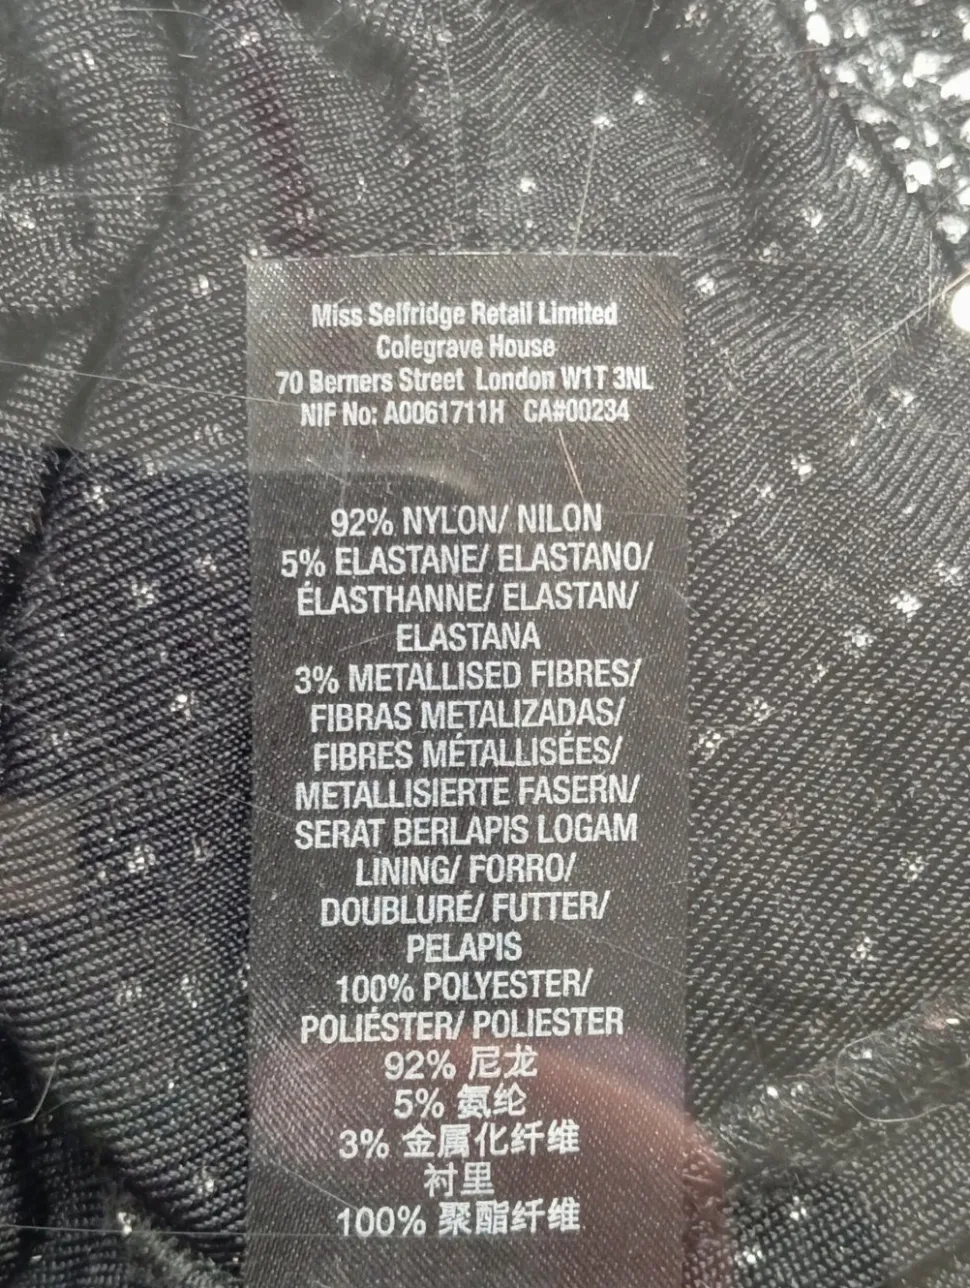 Miss Selfridge Retail Limited
Colegrave House
70 Berners Street London W1T 3NL
NIF No: A0061711H CA#00234
92% NYLON/ NILON
5% ELASTANE/ ELASTANO/
ÉLASTHANNE/ ELASTAN/
ELASTANA
3% METALLISED FIBRES/
FIBRAS METALIZADAS/
FIBRES MÉTALLISÉES/
METALLISIERTE FASERN/
SERAT BERLAPIS LOGAM
LINING/ FORRO/
DOUBLURÉ/ FUTTER/
PELAPIS
100% POLYESTER/
POLIÉSTER/ POLIESTER
92% 尼龙
5% 氨纶
3% 金属化纤维
衬里
100% 聚酯纤维